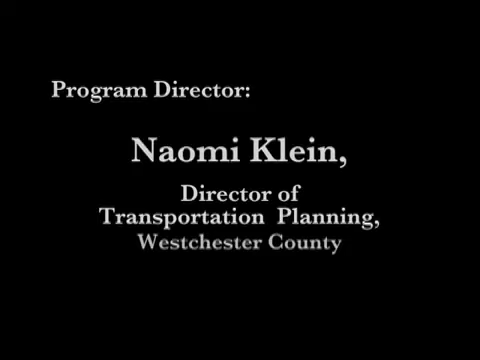 Program Director:
Naomi Klein,
Director of
Transportation Planning,
Westchester County